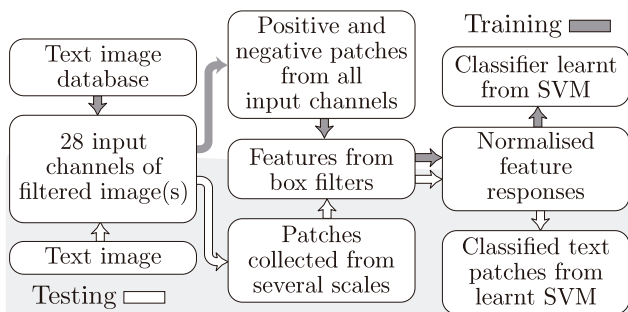 Text image
database
28 input
channels of
filtered image(s)
Text image
Testing
Positive and
negative patches
from all
input channels
Features from
box filters
Patches
collected from
several scales
Training
Classifier learnt
from SVM
Normalised
feature
responses
Classified text
patches from
learnt SVM